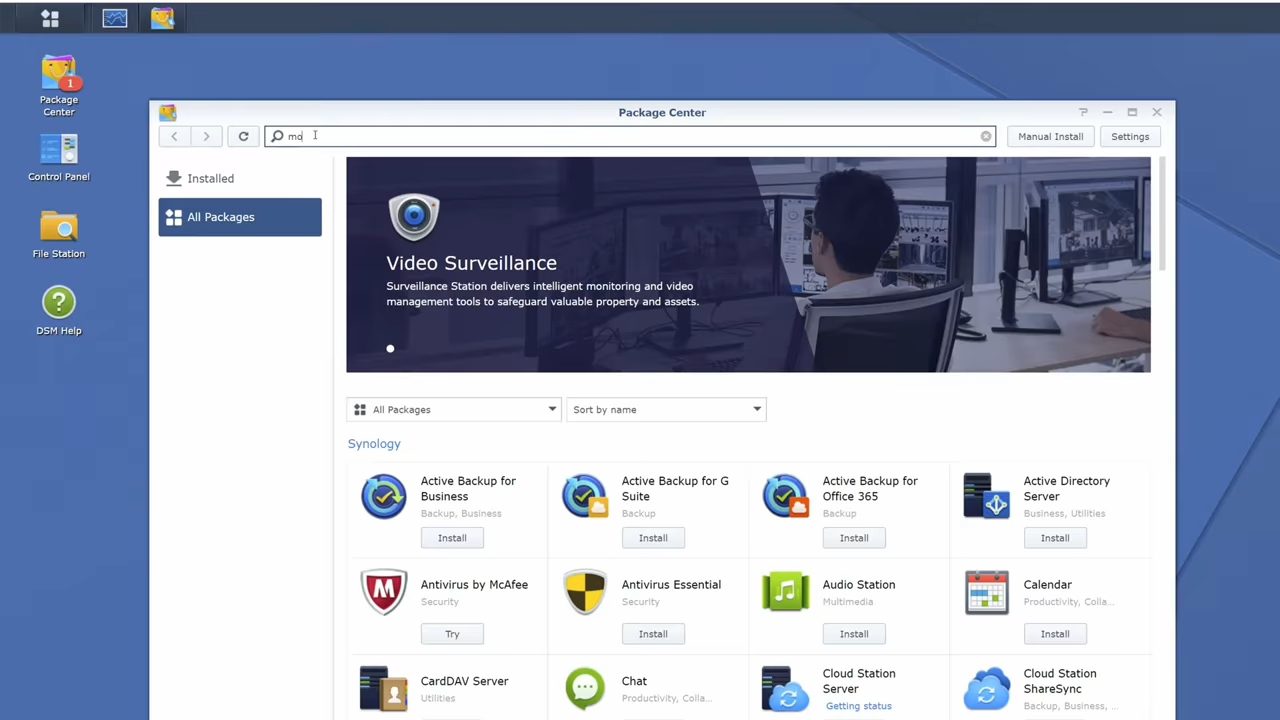 1
Package
Center
Control Panel
File Station
?
DSM Help
Package Center
?
mo
Manual Install
Settings
Installed
All Packages
Video Surveillance
Surveillance Station delivers intelligent monitoring and video
management tools to safeguard valuable property and assets.
All Packages
Sort by name
Synology
Active Backup for
Business
Backup, Business
Install
Active Backup for G
Suite
Backup
Install
Active Backup for
Office 365
Backup
Install
Active Directory
Server
Business, Utilities
Install
Antivirus by McAfee
Security
Try
Antivirus Essential
Security
Install
Audio Station
Multimedia
Install
Calendar
Productivity, Colla...
Install
CardDAV Server
Utilities
Chat
Productivity, Colla...
Cloud Station
Server
Getting status
Cloud Station
ShareSync
Backup, Business, ...